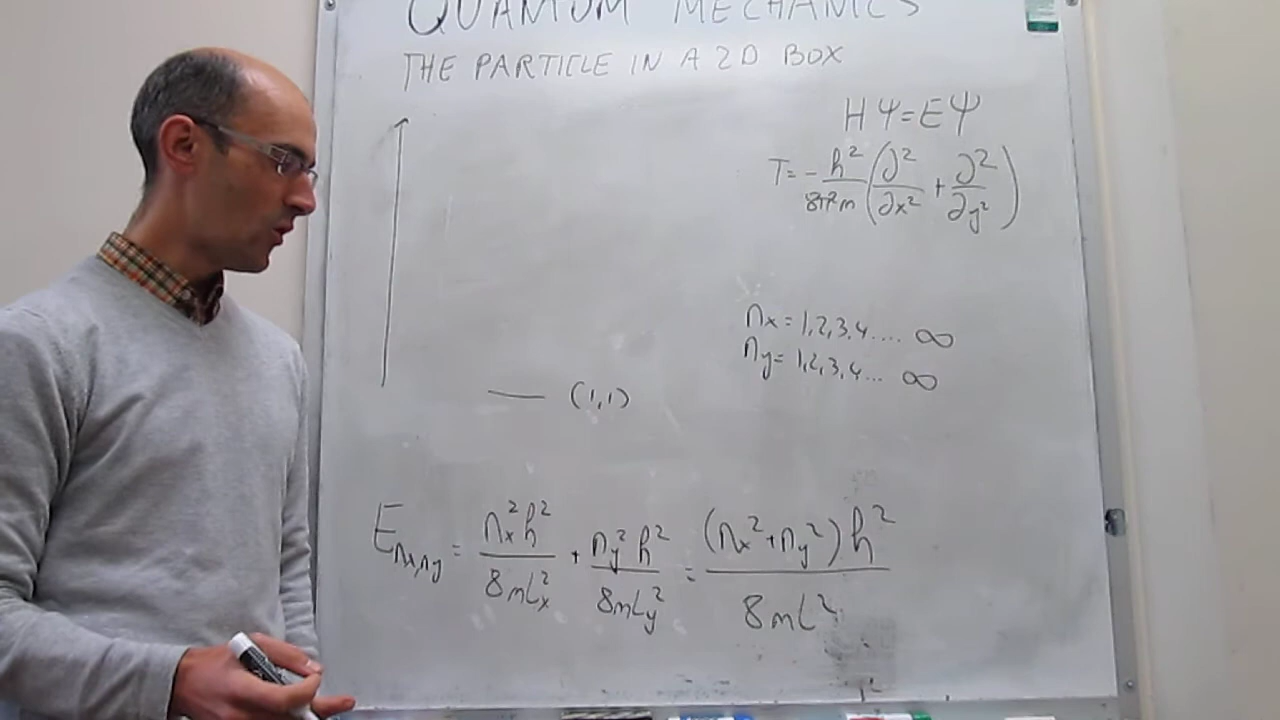 QUANTUM MECHANICS
THE PARTICLE IN A 2D BOX
HΨ=EΨ
T=-h²/8π²m(∂²/∂x²+∂²/∂y²)
nx=1,2,3,4.... ∞
ny=1,2,3,4... ∞
(1,1)
Enx,ny=nx²h²/8mLx²+ny²h²/8mLy²=(nx²+ny²)h²/8mL²